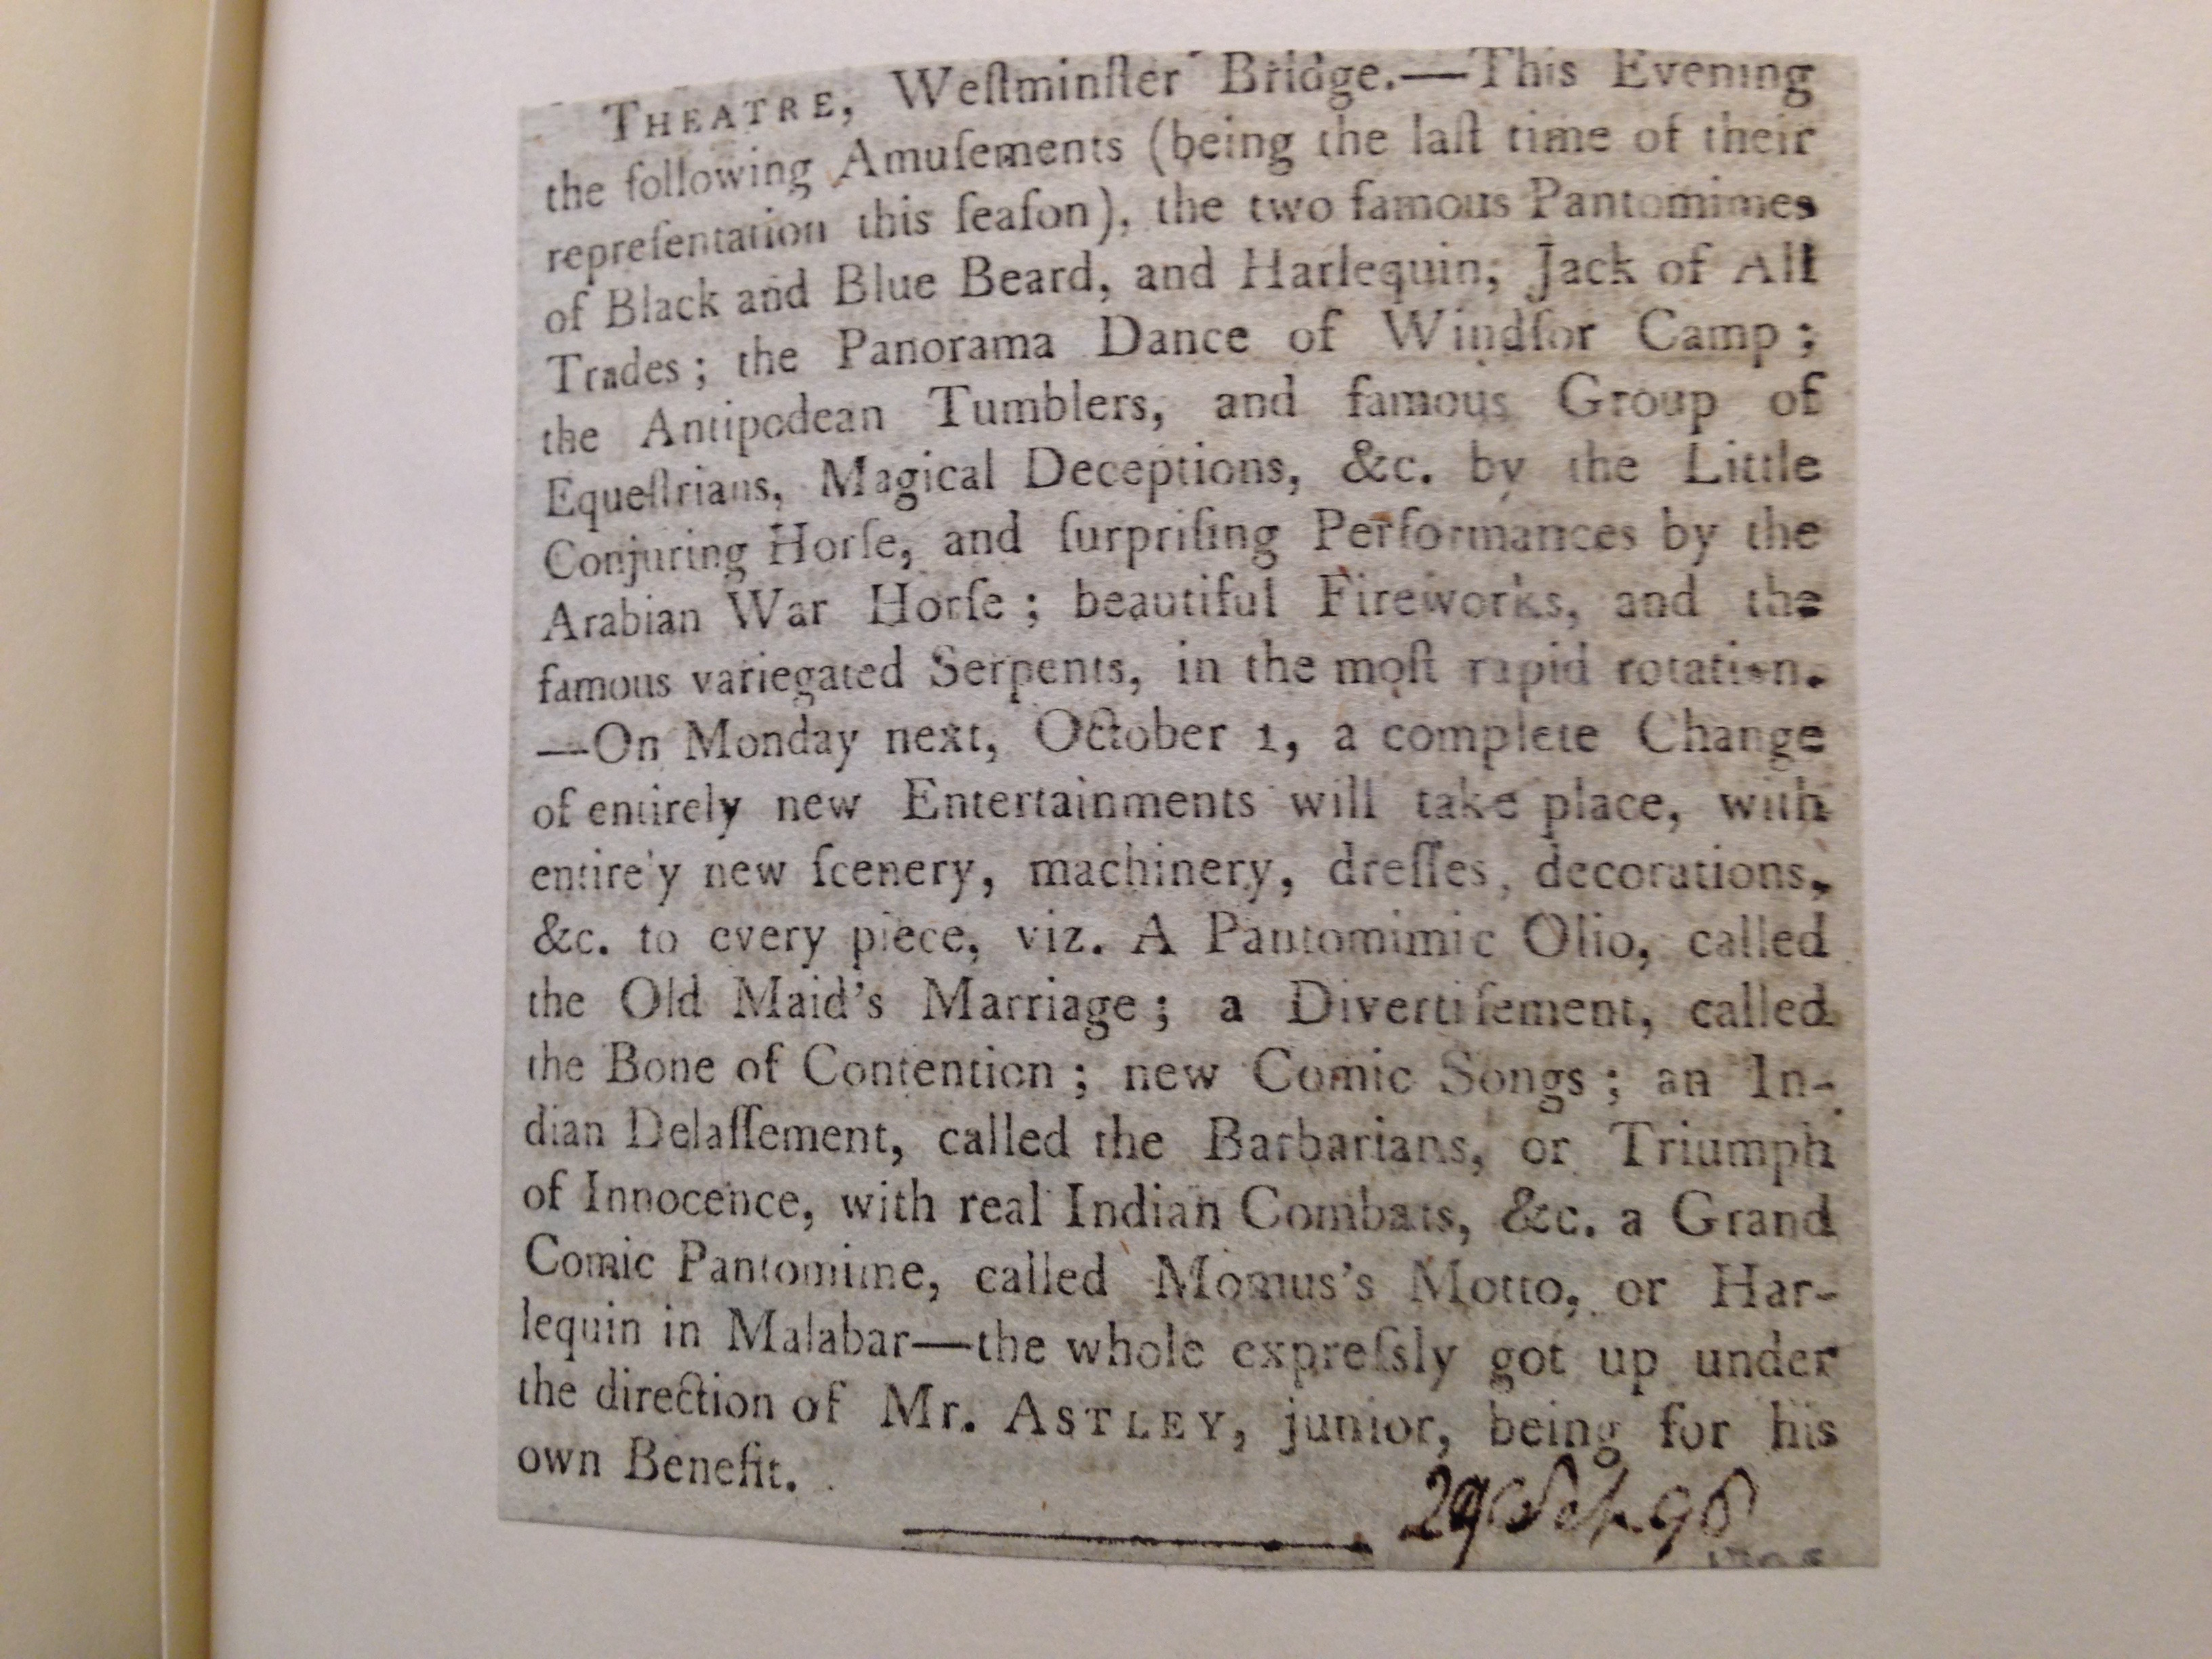 THEATRE, Weſtminſter Bridge.—This Evening
the following Amuſements (being the laſt time of their
repreſentation this ſeaſon), the two famous Pantomimes
of Black and Blue Beard, and Harlequin, Jack of All
Trades; the Panorama Dance of Windſor Camp;
the Antipodean Tumblers, and famous Group of
Equeſtrians, Magical Deceptions, &c. by the Little
Conjuring Horſe, and ſurpriſing Performances by the
Arabian War Horſe; beautiful Fireworks, and the
famous variegated Serpents, in the moſt rapid rotation.
—On Monday next, October 1, a complete Change
of entirely new Entertainments will take place, with
entirely new ſcenery, machinery, dreſſes, decorations,
&c. to every piece, viz. A Pantomimic Olio, called
the Old Maid's Marriage; a Divertiſement, called
the Bone of Contention; new Comic Songs; an In-
dian Delaſſement, called the Barbarians, or Triumph
of Innocence, with real Indian Combats, &c. a Grand
Comic Pantomime, called Momus's Motto, or Har-
lequin in Malabar—the whole expreſsly got up under
the direction of Mr. ASTLEY, junior, being for his
own Benefit.
29 Sep. 98